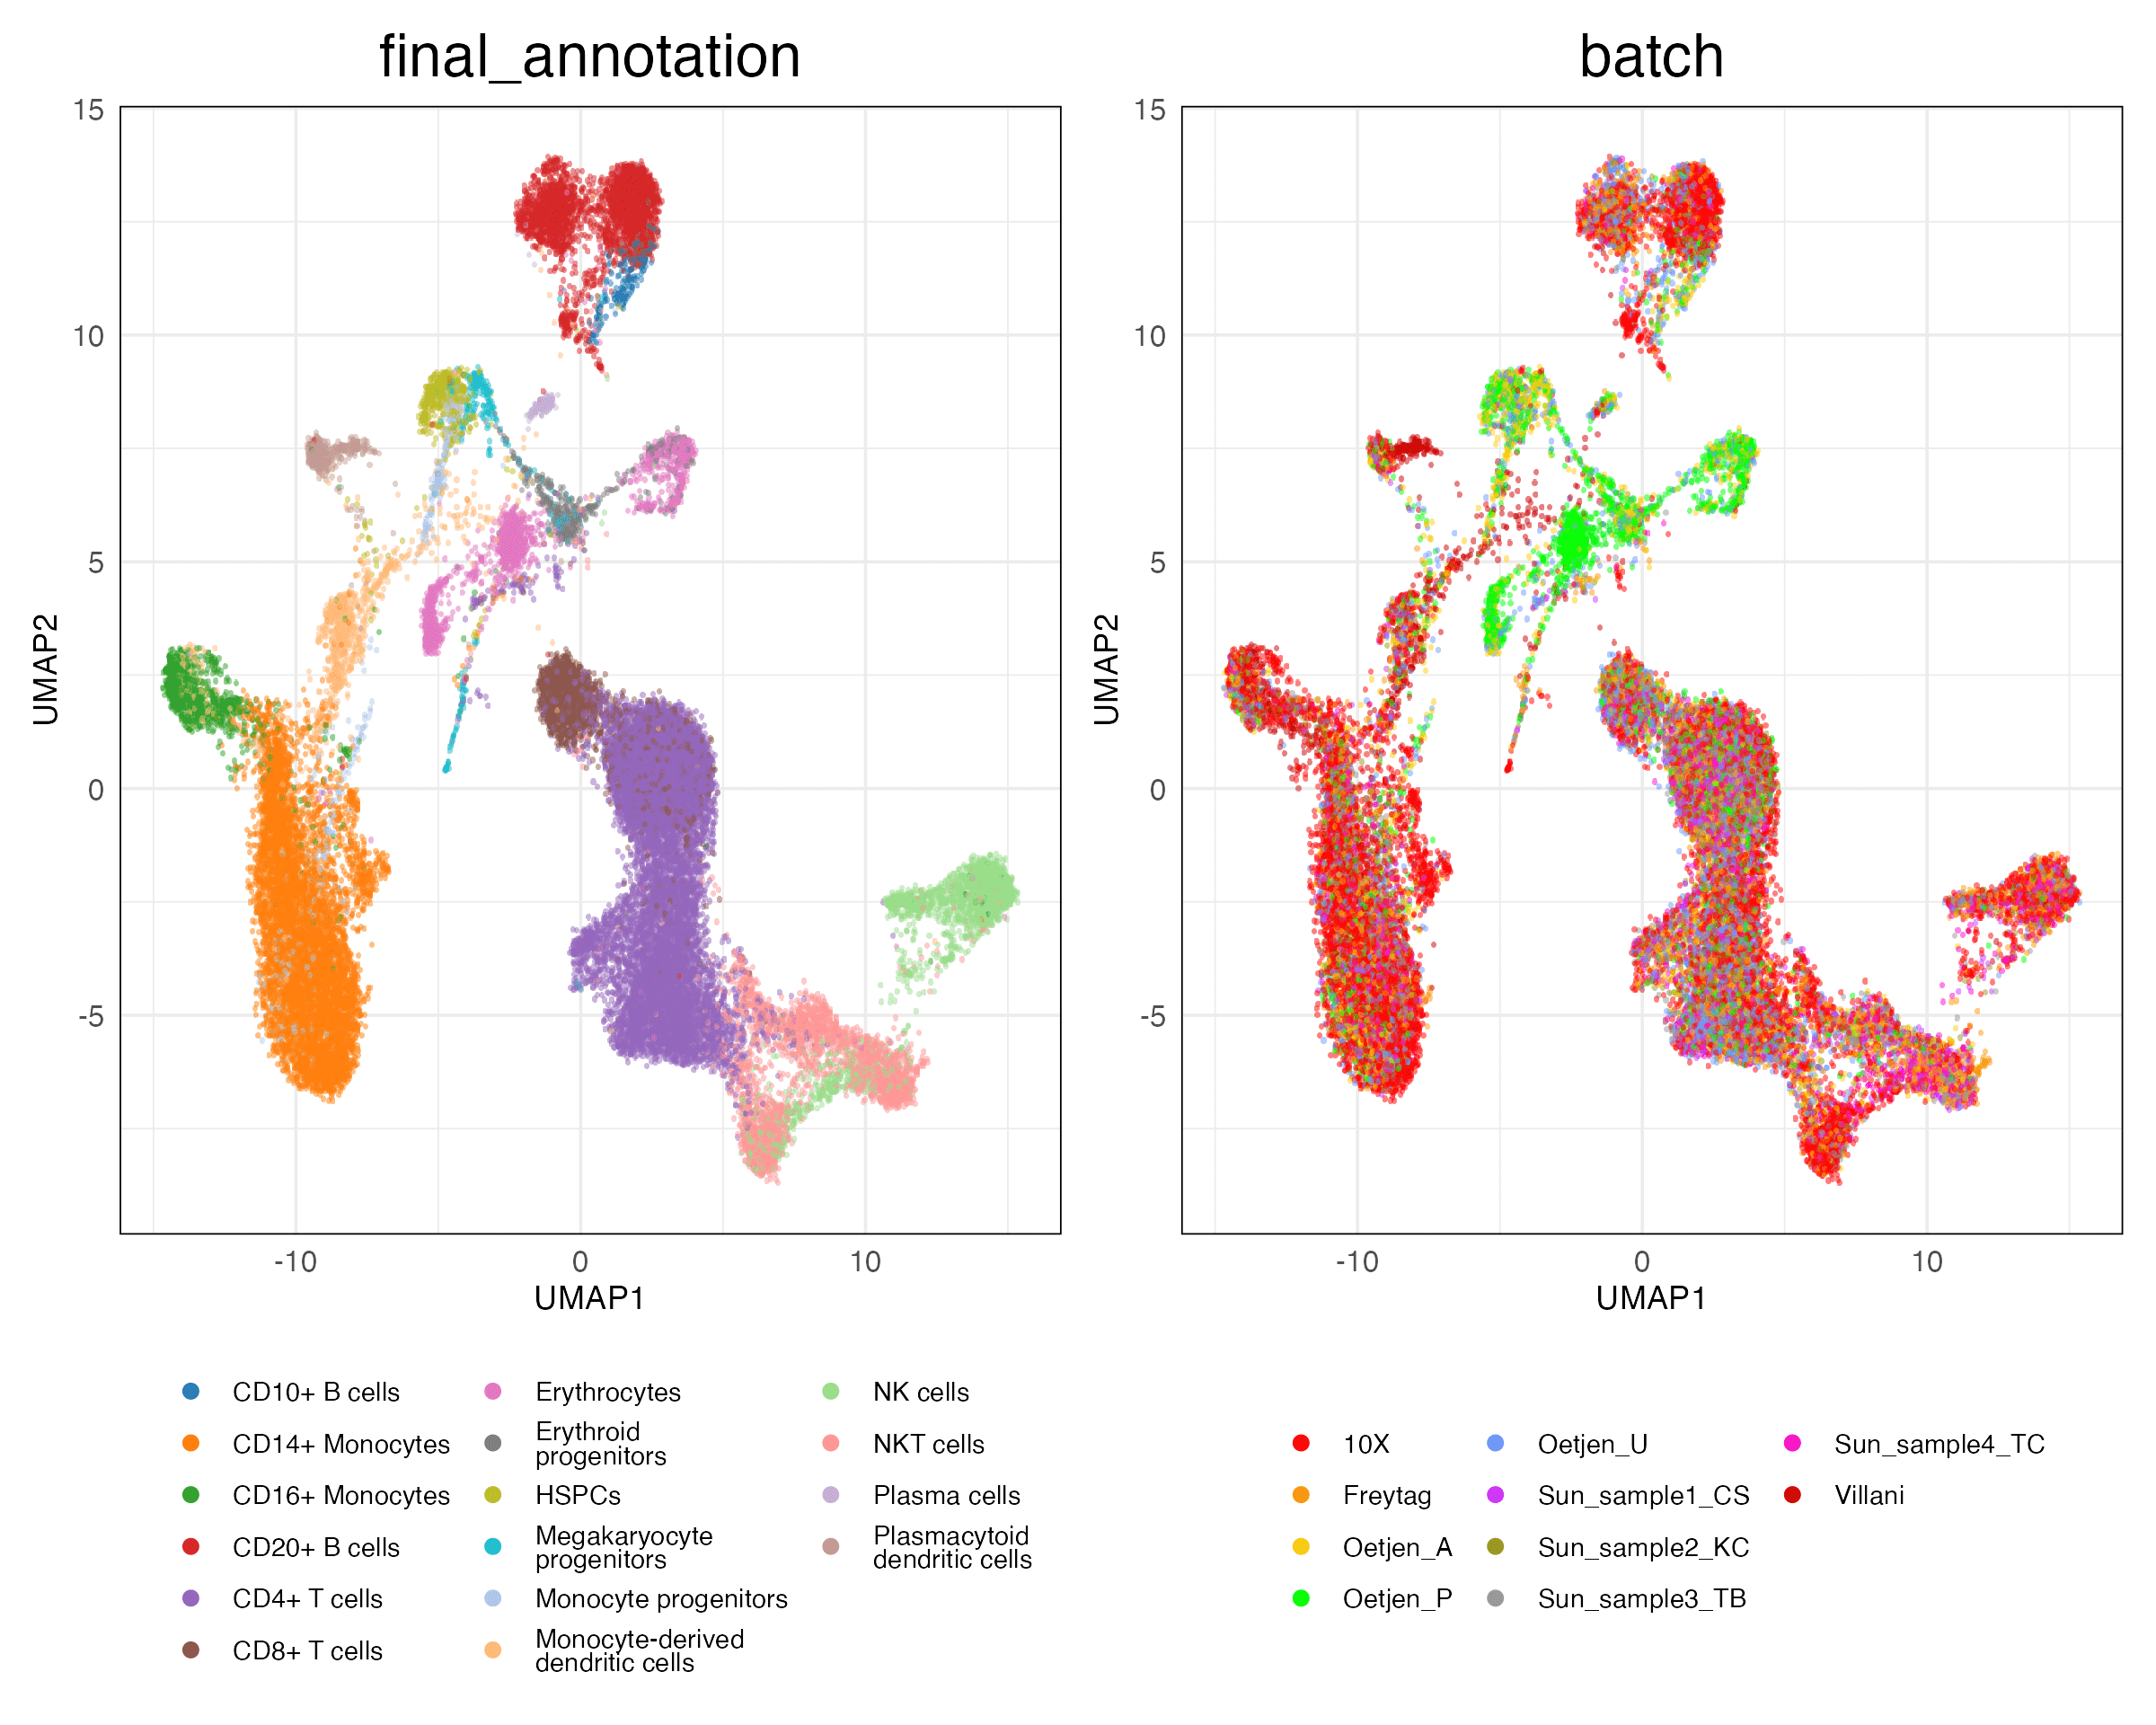 final_annotation
batch
15
10
5
0
-5
-10
0
10
UMAP1
UMAP2
15
10
5
0
-5
-10
0
10
UMAP1
UMAP2
CD10+ B cells
CD14+ Monocytes
CD16+ Monocytes
CD20+ B cells
CD4+ T cells
CD8+ T cells
Erythrocytes
Erythroid
progenitors
HSPCs
Megakaryocyte
progenitors
Monocyte progenitors
Monocyte-derived
dendritic cells
NK cells
NKT cells
Plasma cells
Plasmacytoid
dendritic cells
10X
Freytag
Oetjen_A
Oetjen_P
Oetjen_U
Sun_sample1_CS
Sun_sample2_KC
Sun_sample3_TB
Sun_sample4_TC
Villani